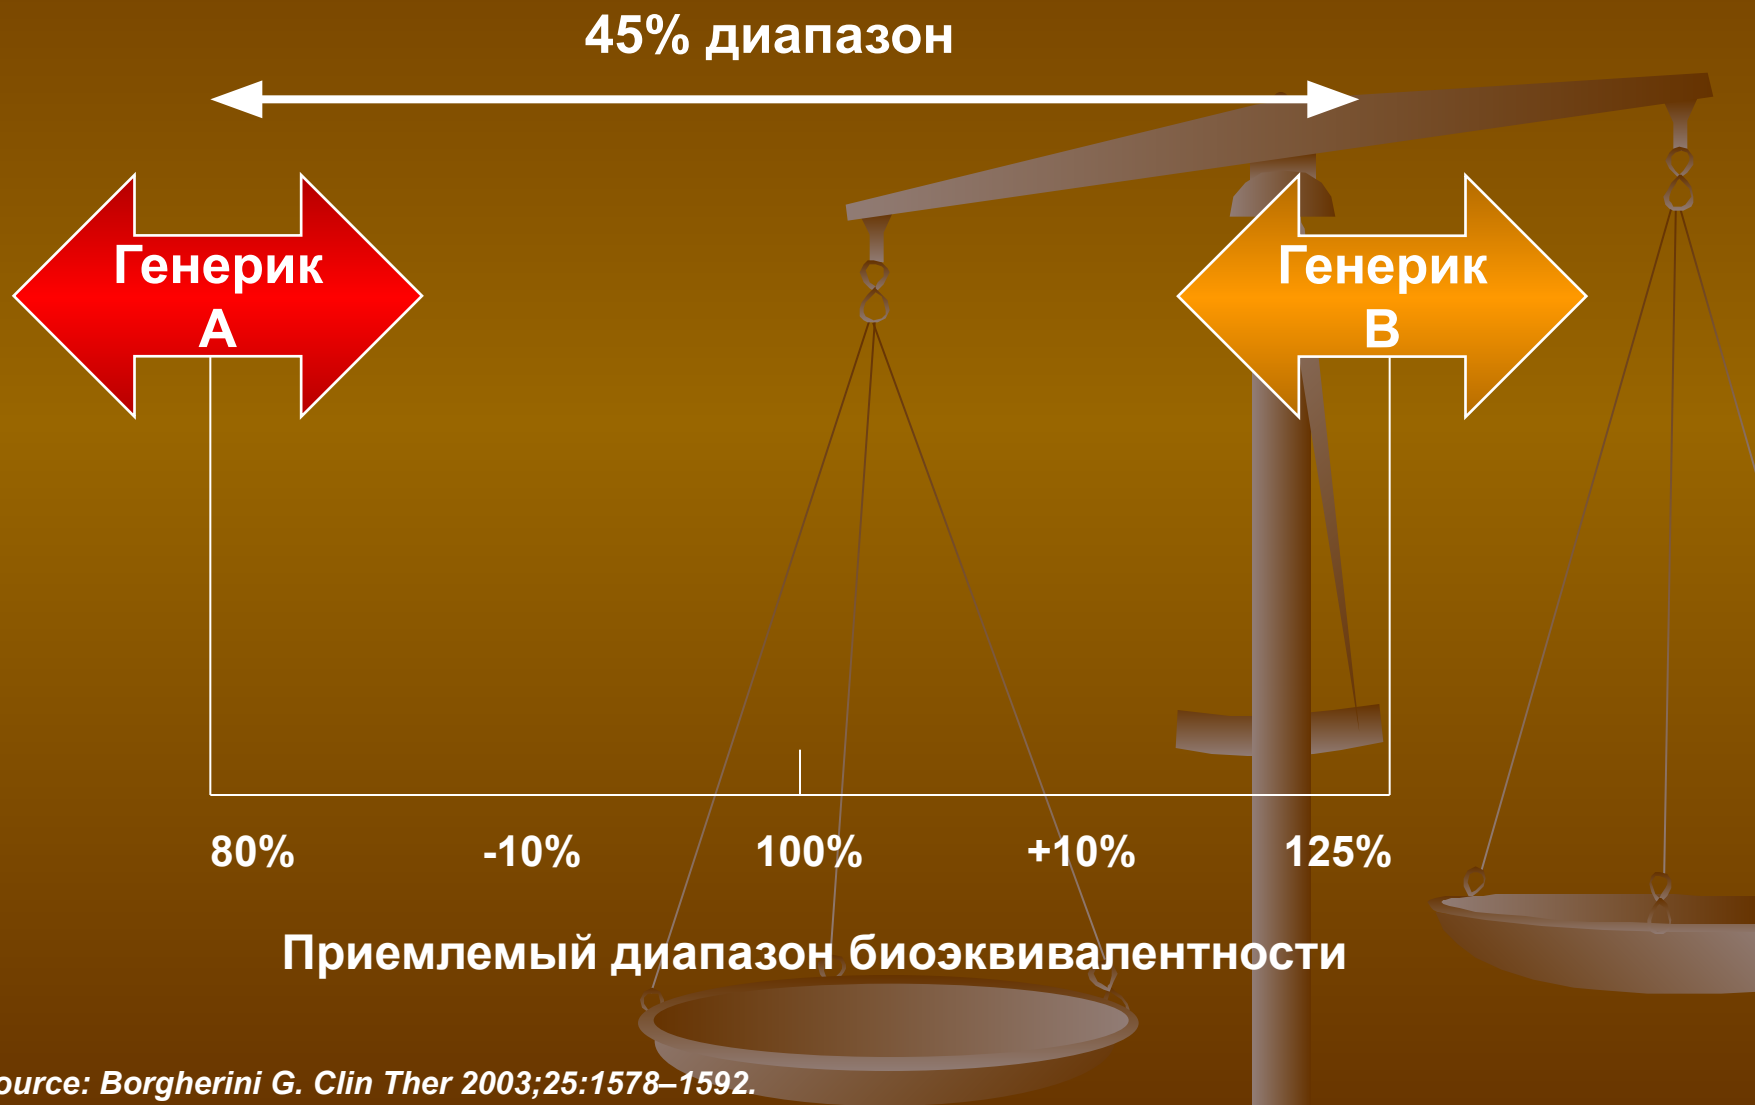 45% диапазон
Генерик
А
Генерик
В
80%
-10%
100%
+10%
125%
Приемлемый диапазон биоэквивалентности
ource: Borgherini G. Clin Ther 2003;25:1578–1592.